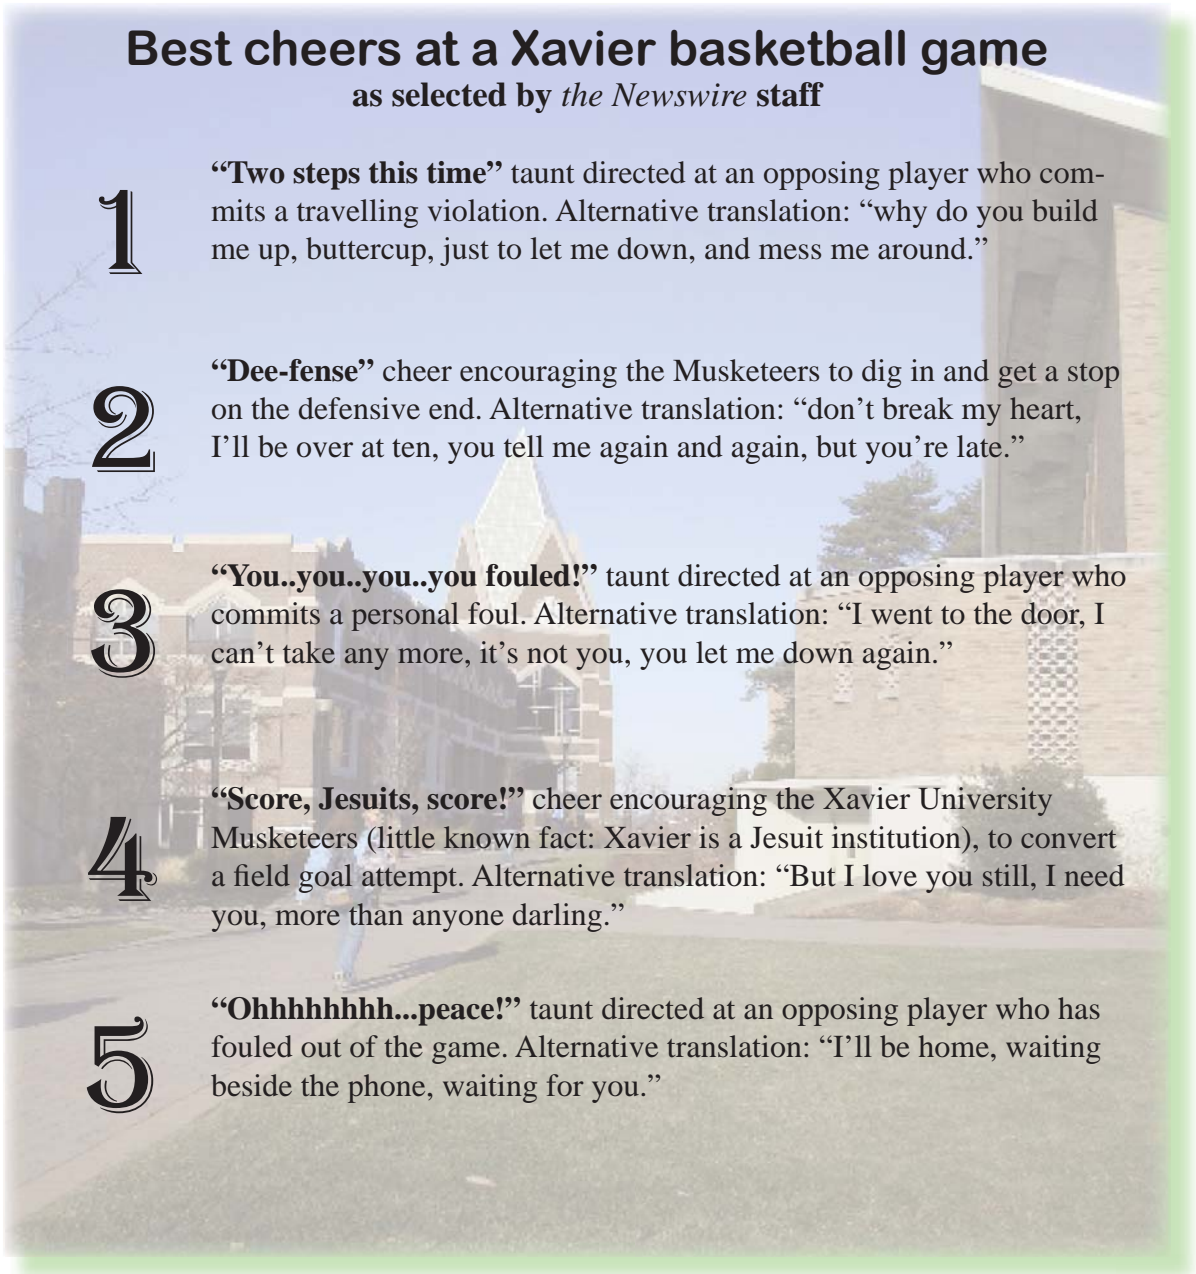 Best cheers at a Xavier basketball game
as selected by the Newswire staff
1
“Two steps this time” taunt directed at an opposing player who com-
mits a travelling violation. Alternative translation: “why do you build
me up, buttercup, just to let me down, and mess me around.”
2
“Dee-fense” cheer encouraging the Musketeers to dig in and get a stop
on the defensive end. Alternative translation: “don’t break my heart,
I’ll be over at ten, you tell me again and again, but you’re late.”
3
“You..you..you..you fouled!” taunt directed at an opposing player who
commits a personal foul. Alternative translation: “I went to the door, I
can’t take any more, it’s not you, you let me down again.”
4
“Score, Jesuits, score!” cheer encouraging the Xavier University
Musketeers (little known fact: Xavier is a Jesuit institution), to convert
a field goal attempt. Alternative translation: “But I love you still, I need
you, more than anyone darling.”
5
“Ohhhhhhhh...peace!” taunt directed at an opposing player who has
fouled out of the game. Alternative translation: “I’ll be home, waiting
beside the phone, waiting for you.”